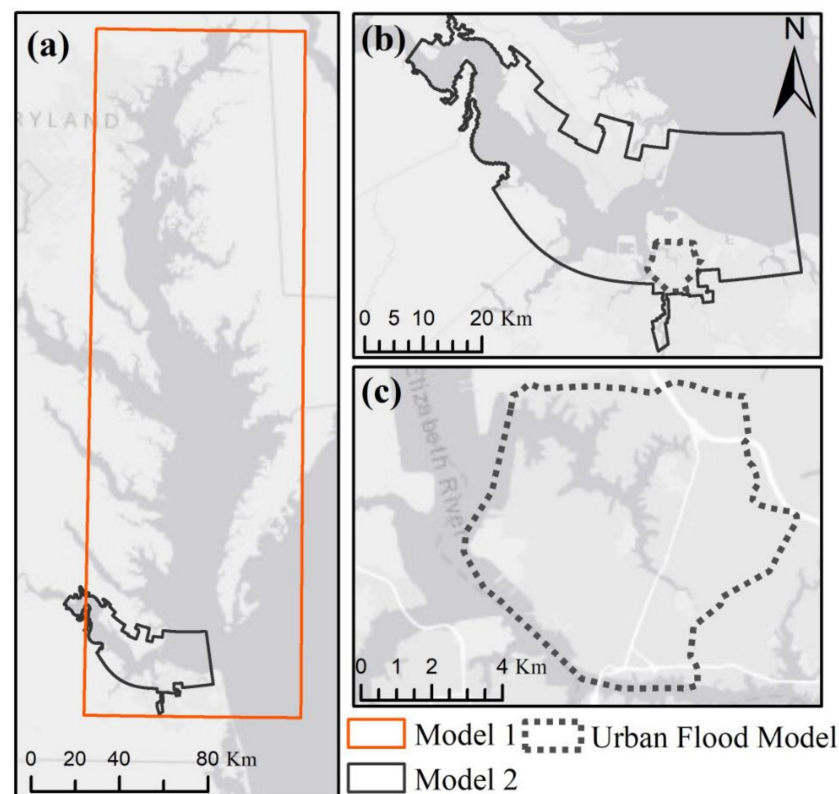 (a)
RYLAND
0 20 40 80 Km
(b)
N
0 5 10 20 Km
(c)
Elizabeth River
0 1 2 4 Km
Model 1
Urban Flood Model
Model 2